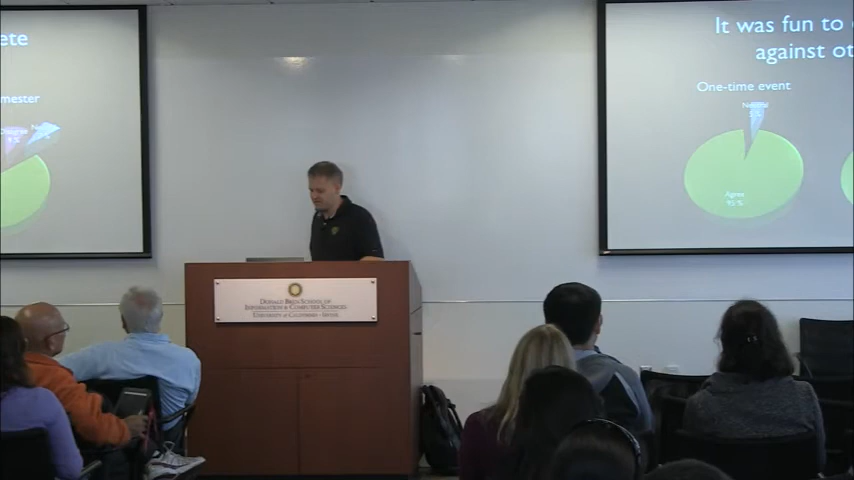 ete
mester
It was fun to
against ot
One-time event
Neutral
Agree
95 %
DONALD BREN SCHOOL OF
INFORMATION & COMPUTER SCIENCES
UNIVERSITY OF CALIFORNIA · IRVINE